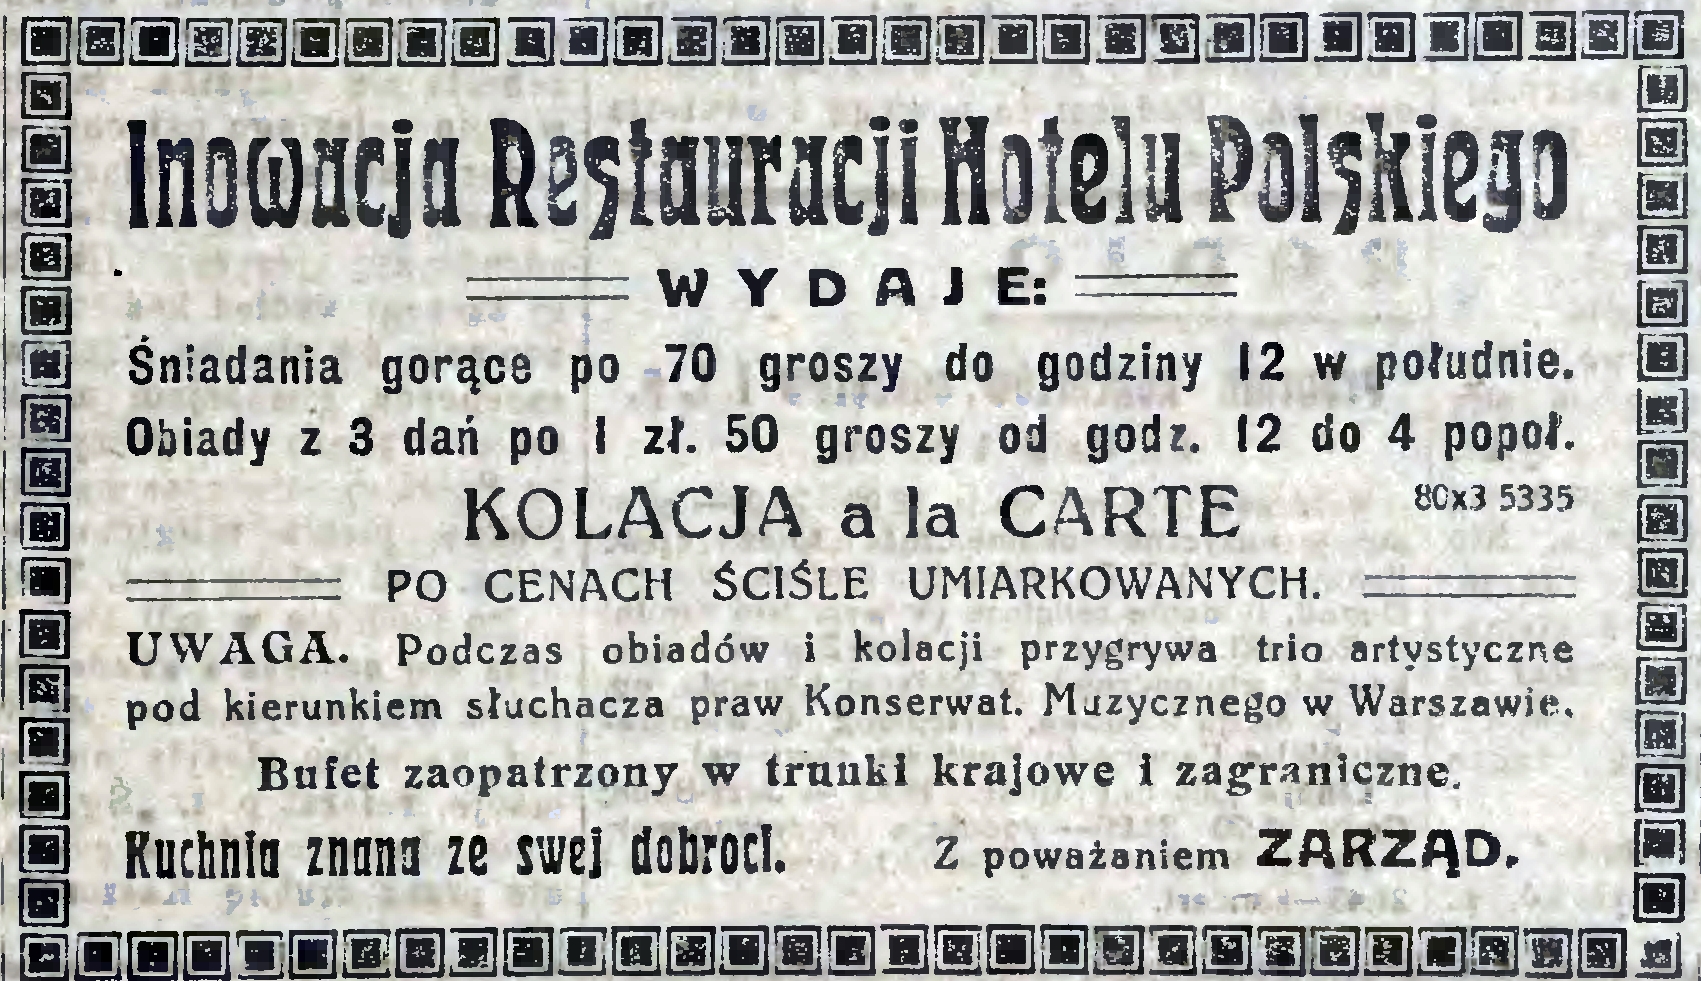 Inowacja Restauracji Hotelu Polskiego
WYDAJE:
Śniadania gorące po 70 groszy do godziny 12 w południe.
Obiady z 3 dań po 1 zł. 50 groszy od godz. 12 do 4 popoł.
KOLACJA a la CARTE
80x3 5335
PO CENACH ŚCIŚLE UMIARKOWANYCH.
UWAGA. Podczas obiadów i kolacji przygrywa trio artystyczne
pod kierunkiem słuchacza praw Konserwat. Muzycznego w Warszawie.
Bufet zaopatrzony w trunki krajowe i zagraniczne.
Kuchnia znana ze swej dobroci. Z poważaniem ZARZĄD.